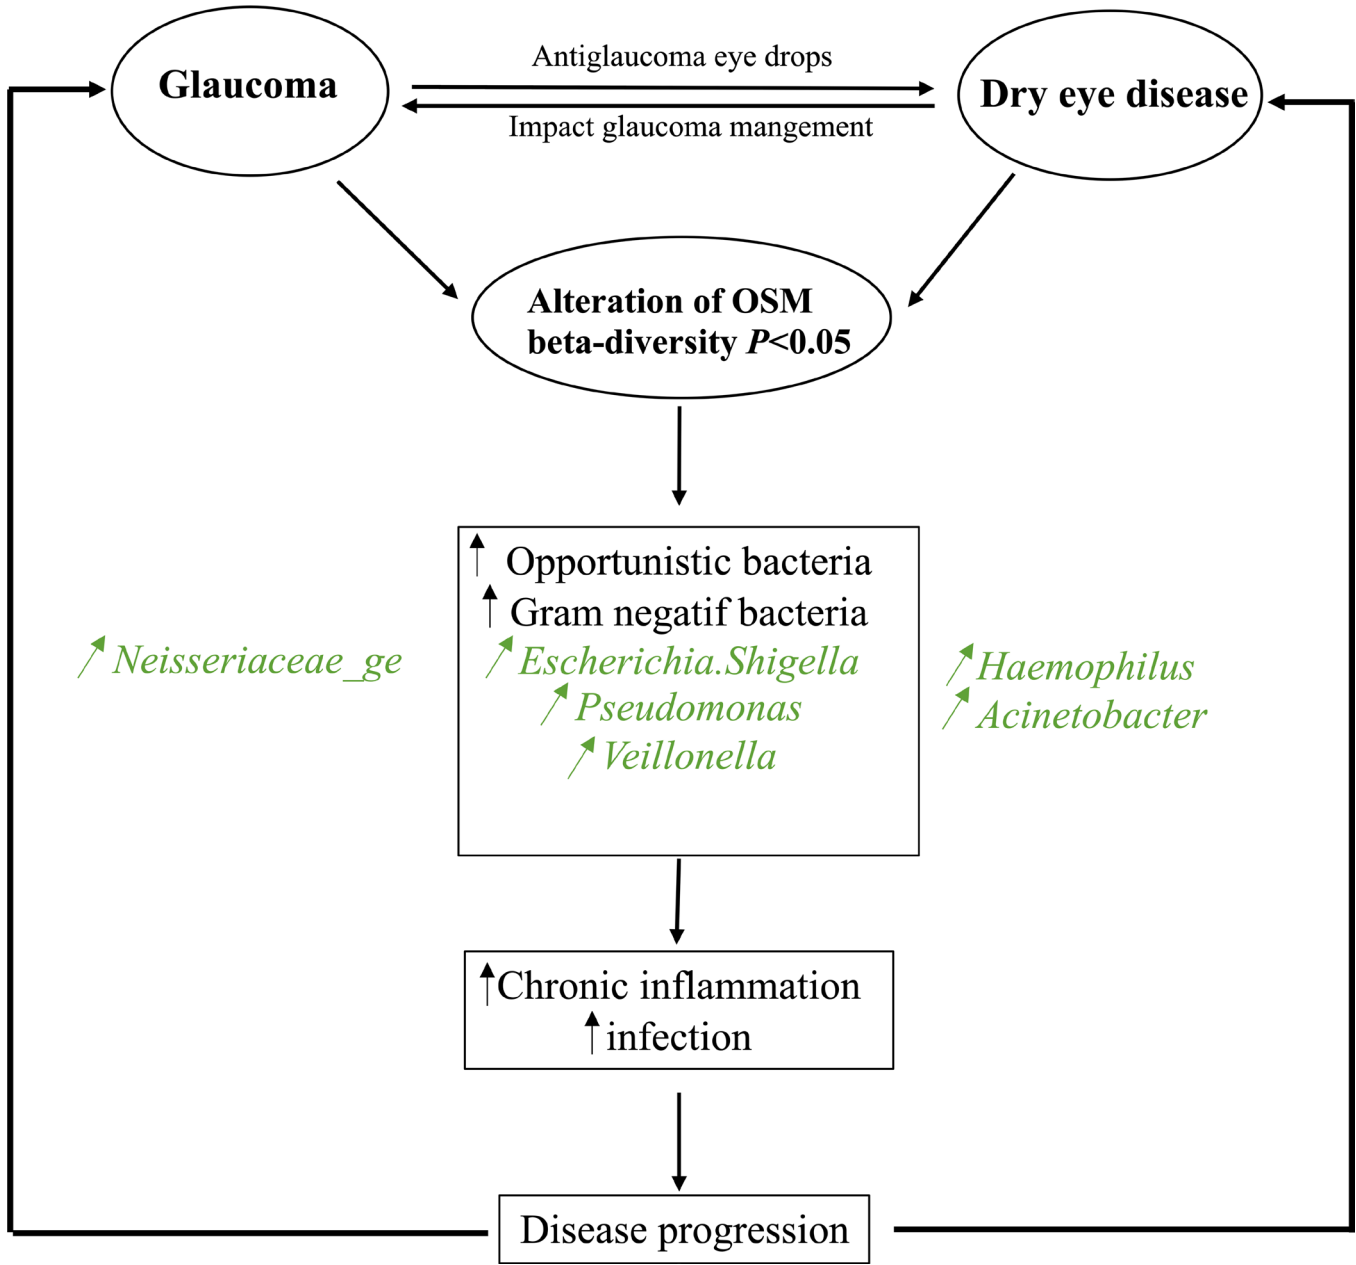 Glaucoma
Antiglaucoma eye drops
Impact glaucoma mangement
Dry eye disease
Alteration of OSM
beta-diversity P<0.05
Opportunistic bacteria
Gram negatif bacteria
Neisseriaceae_ge
Escherichia.Shigella
Pseudomonas
Veillonella
Haemophilus
Acinetobacter
Chronic inflammation
infection
Disease progression